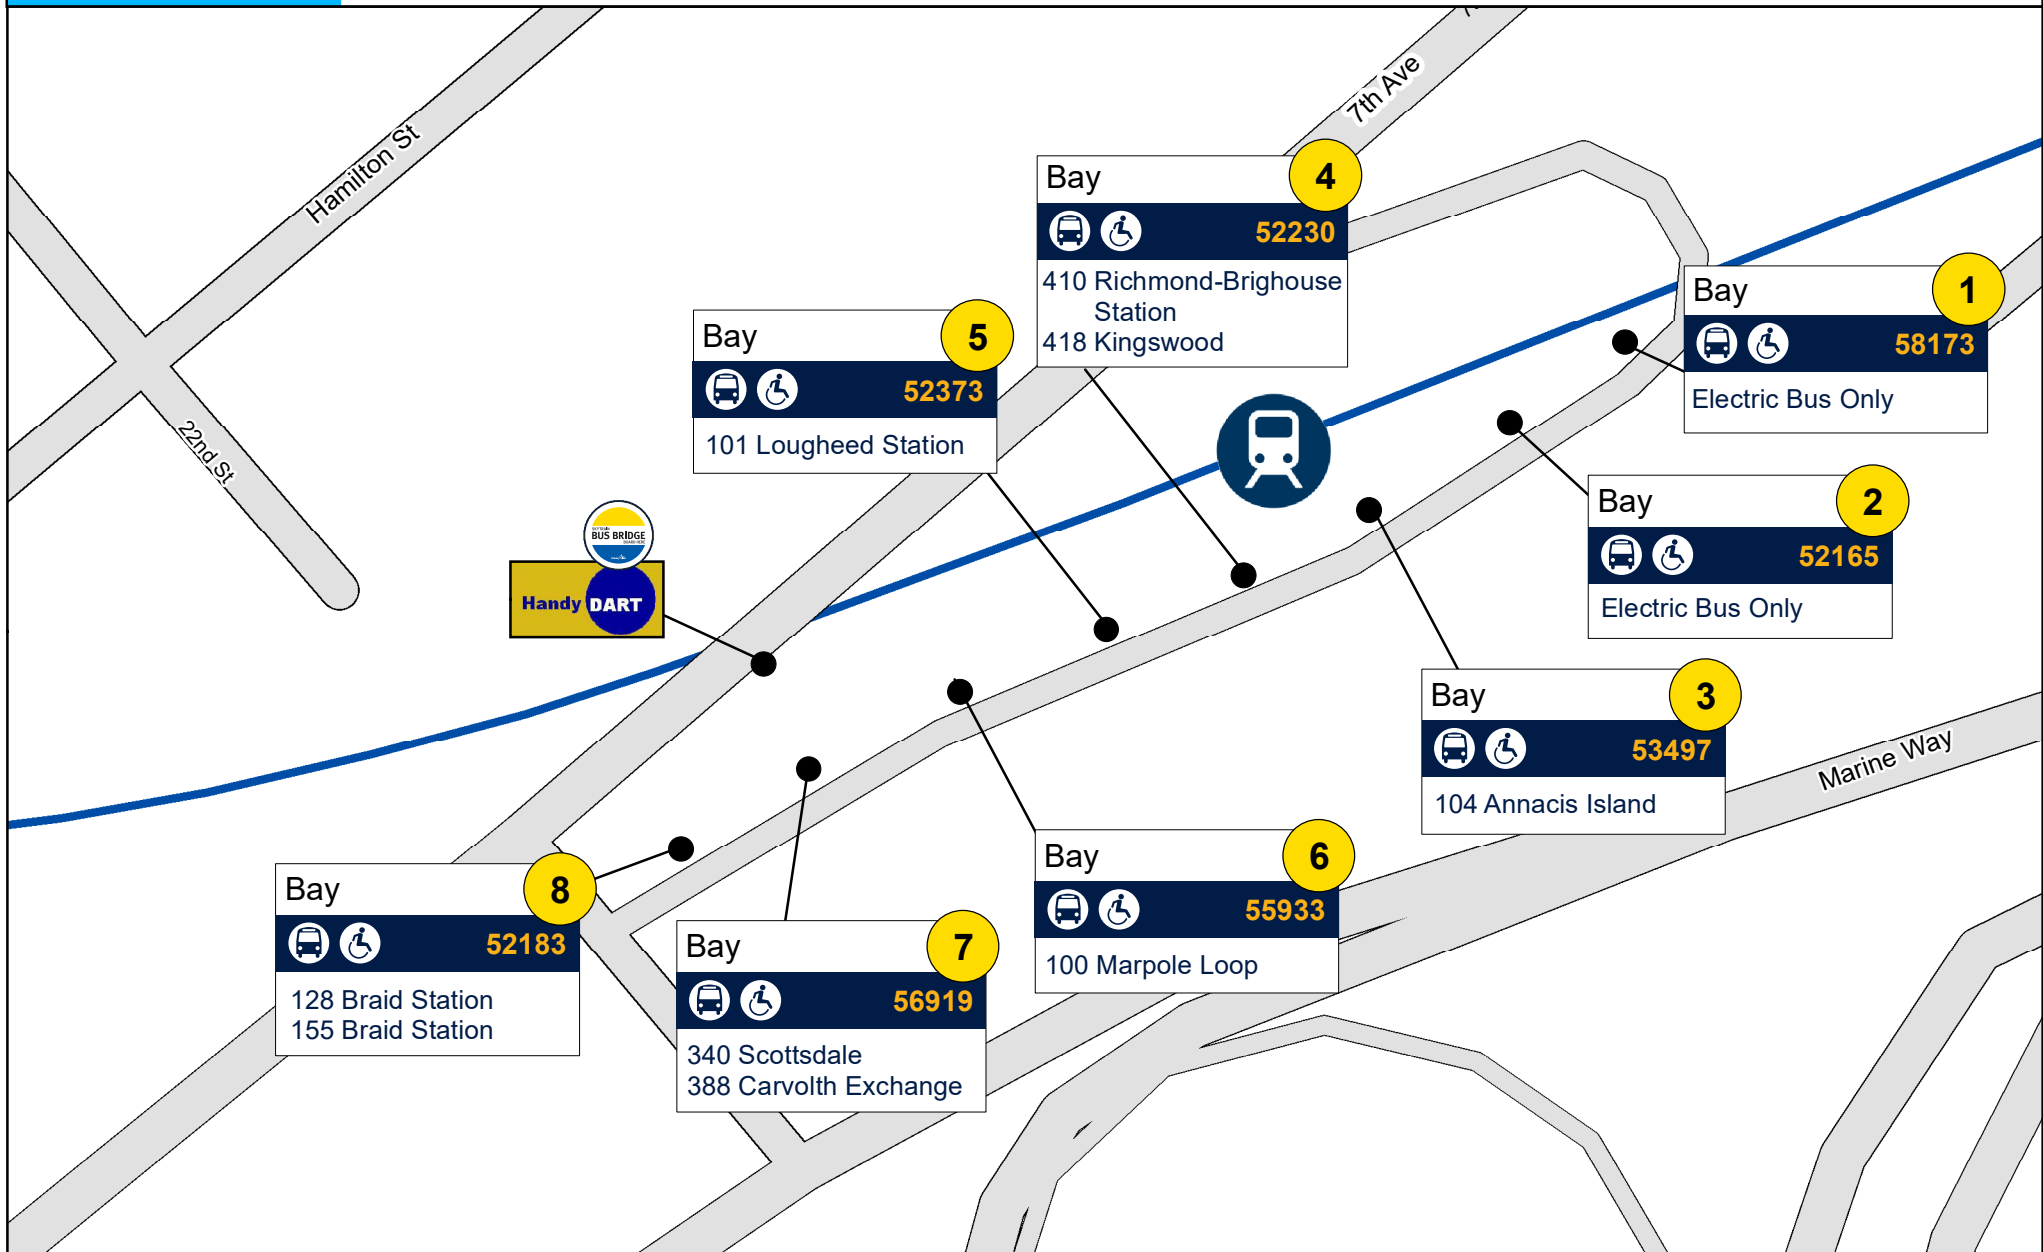 Hamilton St
7th Ave
22nd St
Bay 4
52230
410 Richmond-Brighouse
Station
418 Kingswood
Bay 1
58173
Electric Bus Only
Bay 5
52373
101 Lougheed Station
Bay 2
52165
Electric Bus Only
BUS BRIDGE
Handy DART
Bay 3
53497
104 Annacis Island
Marine Way
Bay 6
55933
100 Marpole Loop
Bay 8
52183
128 Braid Station
155 Braid Station
Bay 7
56919
340 Scottsdale
388 Carvolth Exchange